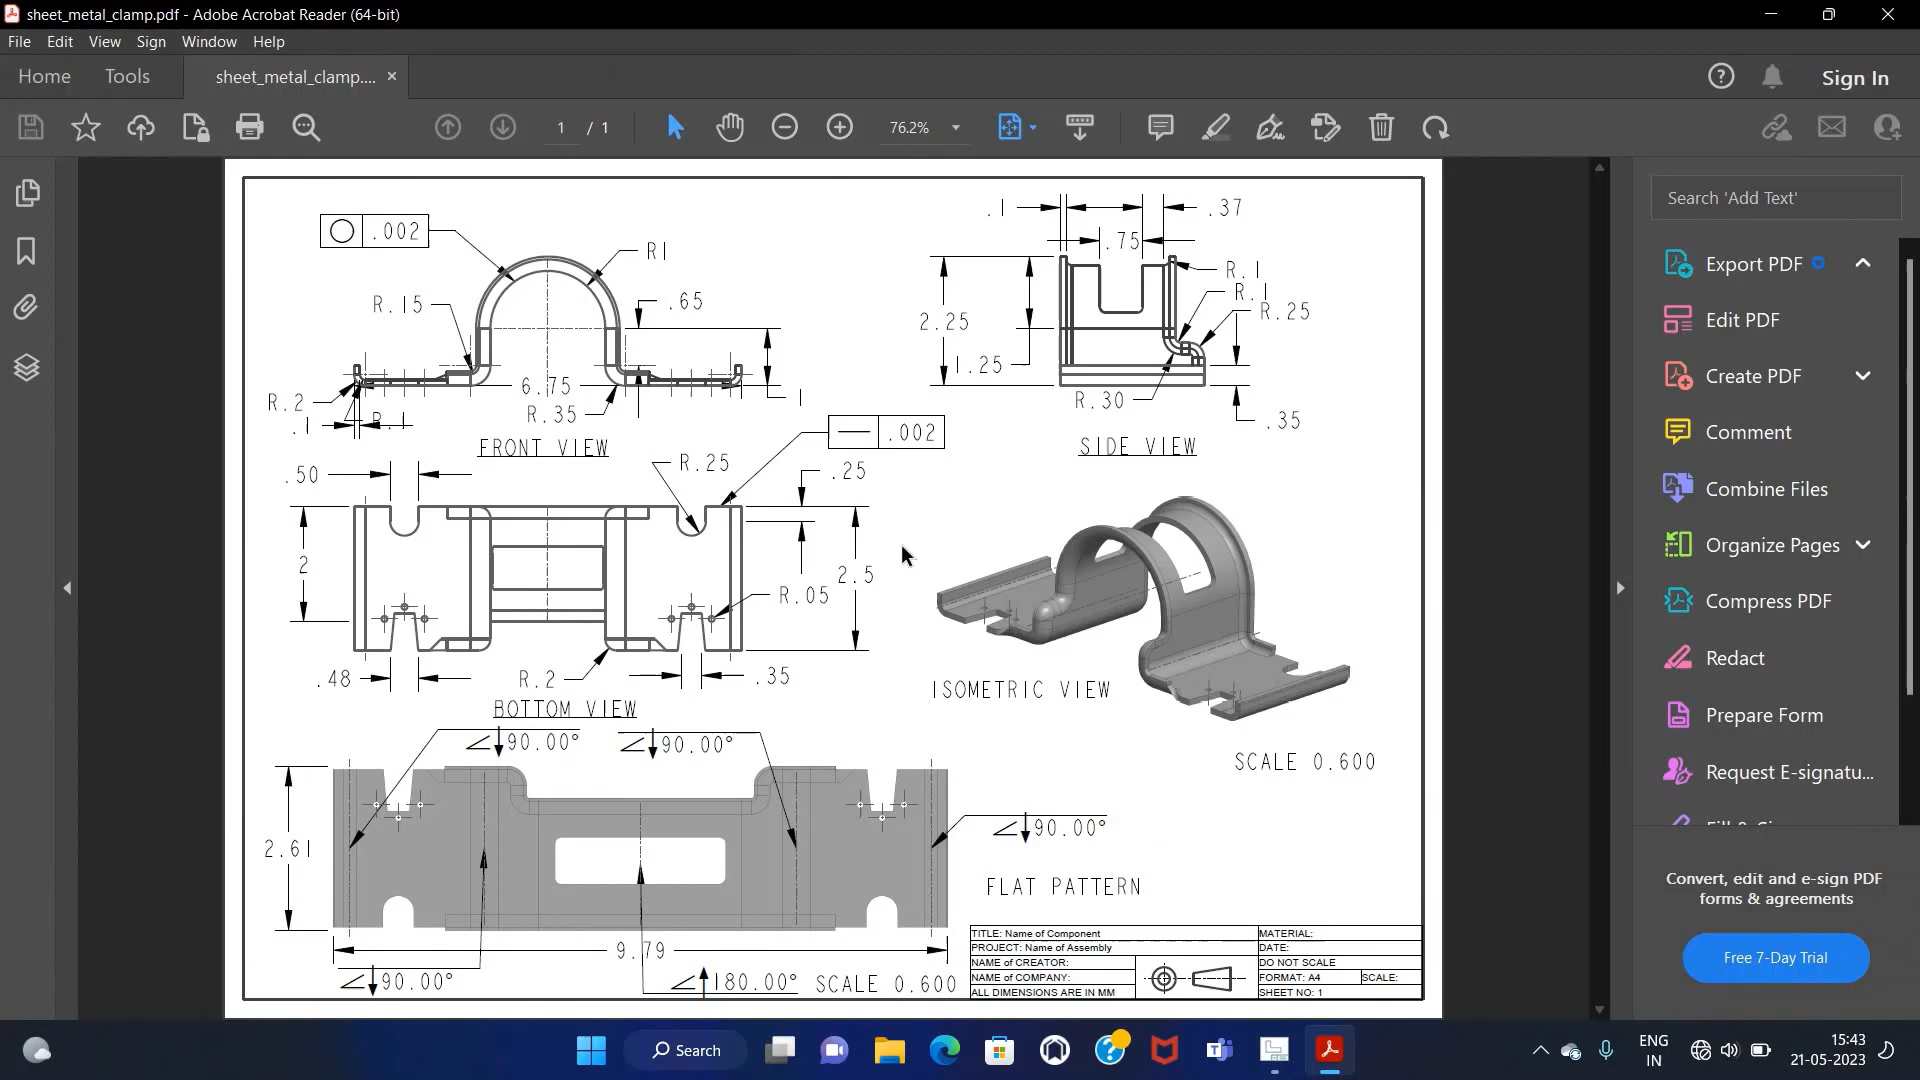 sheet_metal_clamp.pdf - Adobe Acrobat Reader (64-bit)
File Edit View Sign Window Help
Home Tools sheet_metal_clamp.... × Sign In
1 / 1 76.2%
.002
R1
R.15
.65
6.75
R.2
R.35
.1
R.1
1
FRONT VIEW
.1
.37
.75
R.1
R.1
R.25
2.25
1.25
R.30
.35
SIDE VIEW
.002
.50
R.25
.25
2
2.5
R.05
.48
R.2
.35
BOTTOM VIEW
ISOMETRIC VIEW
SCALE 0.600
90.00°
90.00°
2.61
90.00°
FLAT PATTERN
9.79
90.00°
180.00°
SCALE 0.600
TITLE: Name of Component
MATERIAL:
PROJECT: Name of Assembly
DATE:
NAME of CREATOR:
DO NOT SCALE
NAME of COMPANY:
FORMAT: A4
SCALE:
ALL DIMENSIONS ARE IN MM
SHEET NO: 1
Search 'Add Text'
Export PDF
Edit PDF
Create PDF
Comment
Combine Files
Organize Pages
Compress PDF
Redact
Prepare Form
Request E-signatu...
Convert, edit and e-sign PDF
forms & agreements
Free 7-Day Trial
Search
ENG
IN
15:43
21-05-2023